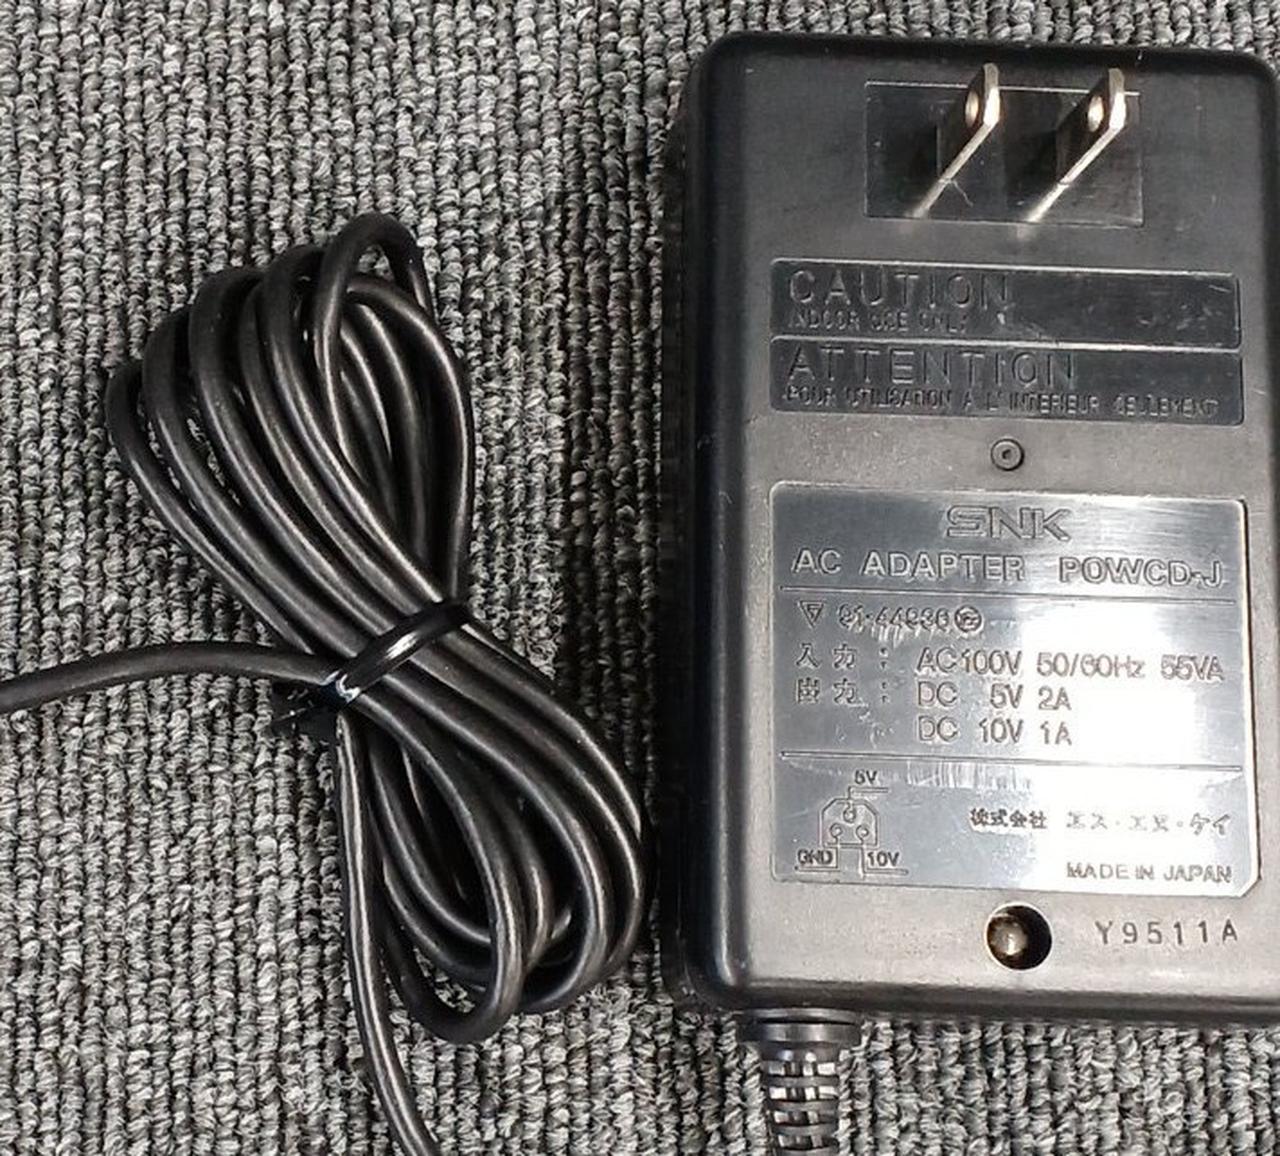 CAUTION
INDOOR USE ONLY
ATTENTION
POUR UTILISATION A L'INTERIEUR SEULEMENT
SNK
AC ADAPTER POWCD-J
91-44936
入力: AC100V 50/60Hz 55VA
出力: DC 5V 2A
DC 10V 1A
5V
株式会社 エス・エヌ・ケイ
GND 10V
MADE IN JAPAN
Y9511A